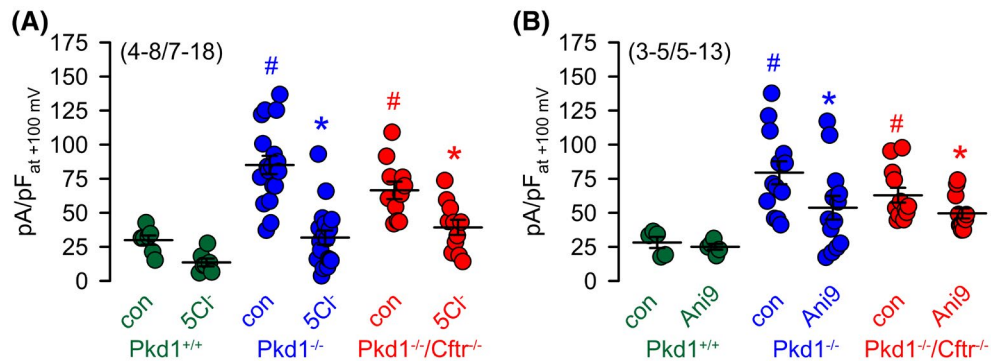 (A)
pA/pF at +100 mV
175
150
125
100
75
50
25
0
(4-8/7-18)
#
*
#
*
con
5Cl-
con
5Cl-
con
5Cl-
Pkd1+/+
Pkd1-/-
Pkd1-/-/Cftr-/-
(B)
pA/pF at +100 mV
175
150
125
100
75
50
25
0
(3-5/5-13)
#
*
#
*
con
Ani9
con
Ani9
con
Ani9
Pkd1+/+
Pkd1-/-
Pkd1-/-/Cftr-/-